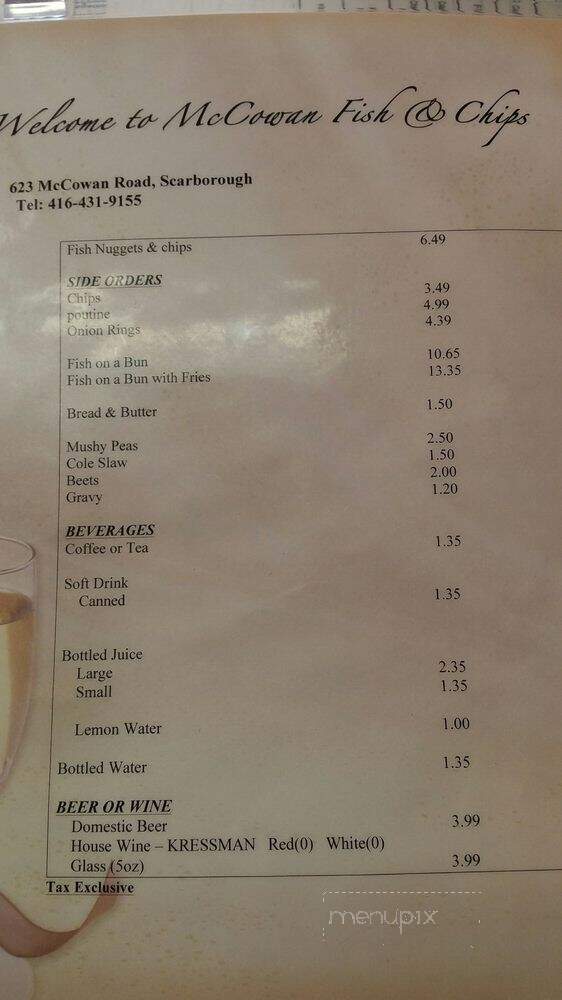 Welcome to McCowan Fish & Chips
623 McCowan Road, Scarborough
Tel: 416-431-9155
Fish Nuggets & chips 6.49
SIDE ORDERS
Chips 3.49
poutine 4.99
Onion Rings 4.39
Fish on a Bun 10.65
Fish on a Bun with Fries 13.35
Bread & Butter 1.50
Mushy Peas 2.50
Cole Slaw 1.50
Beets 2.00
Gravy 1.20
BEVERAGES
Coffee or Tea 1.35
Soft Drink
Canned 1.35
Bottled Juice
Large 2.35
Small 1.35
Lemon Water 1.00
Bottled Water 1.35
BEER OR WINE
Domestic Beer 3.99
House Wine – KRESSMAN Red(0) White(0)
Glass (5oz) 3.99
Tax Exclusive
menupix